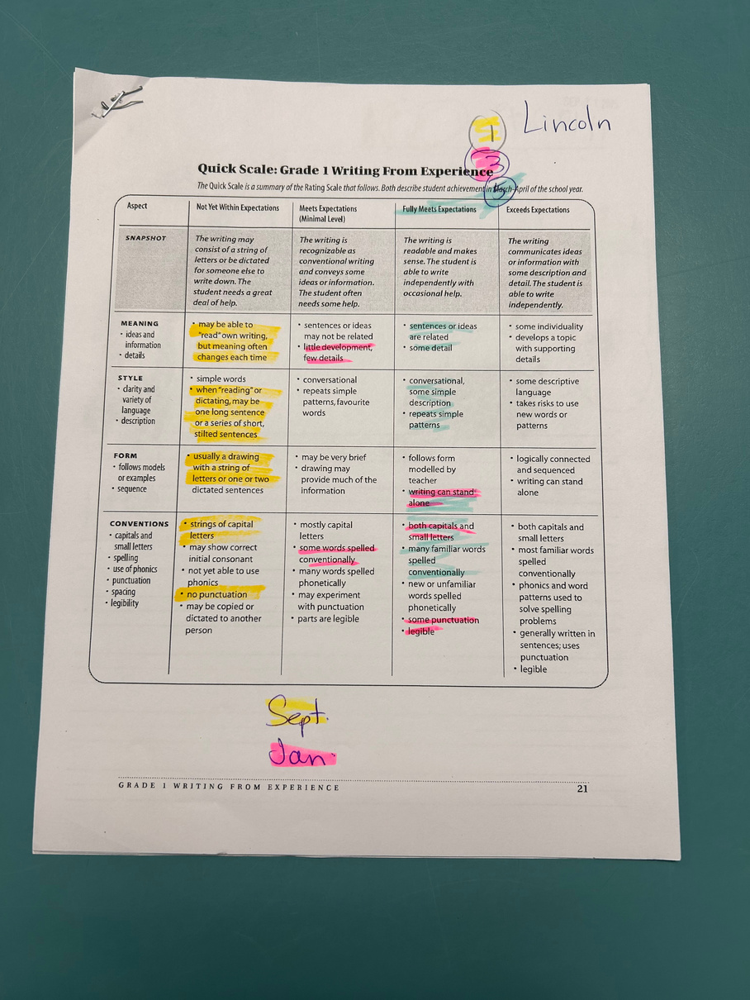 1
Lincoln
3
Quick Scale: Grade 1 Writing From Experience
5
The Quick Scale is a summary of the Rating Scale that follows. Both describe student achievement in March-April of the school year.
Aspect
Not Yet Within Expectations
Meets Expectations
(Minimal Level)
Fully Meets Expectations
Exceeds Expectations
SNAPSHOT
The writing may
consist of a string of
letters or be dictated
for someone else to
write down. The
student needs a great
deal of help.
The writing is
recognizable as
conventional writing
and conveys some
ideas or information.
The student often
needs some help.
The writing is
readable and makes
sense. The student is
able to write
independently with
occasional help.
The writing
communicates ideas
or information with
some description and
detail. The student is
able to write
independently.
MEANING
• ideas and
information
• details
• may be able to
"read" own writing,
but meaning often
changes each time
• sentences or ideas
may not be related
• little development,
few details
• sentences or ideas
are related
• some detail
• some individuality
• develops a topic
with supporting
details
STYLE
• clarity and
variety of
language
• description
• simple words
• when "reading" or
dictating, may be
one long sentence
or a series of short,
stilted sentences
• conversational
• repeats simple
patterns, favourite
words
• conversational,
some simple
description
• repeats simple
patterns
• some descriptive
language
• takes risks to use
new words or
patterns
FORM
• follows models
or examples
• sequence
• usually a drawing
with a string of
letters or one or two
dictated sentences
• may be very brief
• drawing may
provide much of the
information
• follows form
modelled by
teacher
• writing can stand
alone
• logically connected
and sequenced
• writing can stand
alone
CONVENTIONS
• capitals and
small letters
• spelling
• use of phonics
• punctuation
• spacing
• legibility
• strings of capital
letters
• may show correct
initial consonant
• not yet able to use
phonics
• no punctuation
• may be copied or
dictated to another
person
• mostly capital
letters
• some words spelled
conventionally
• many words spelled
phonetically
• may experiment
with punctuation
• parts are legible
• both capitals and
small letters
• many familiar words
spelled
conventionally
• new or unfamiliar
words spelled
phonetically
• some punctuation
• legible
• both capitals and
small letters
• most familiar words
spelled
conventionally
• phonics and word
patterns used to
solve spelling
problems
• generally written in
sentences; uses
punctuation
• legible
Sept.
Jan.
GRADE 1 WRITING FROM EXPERIENCE
21